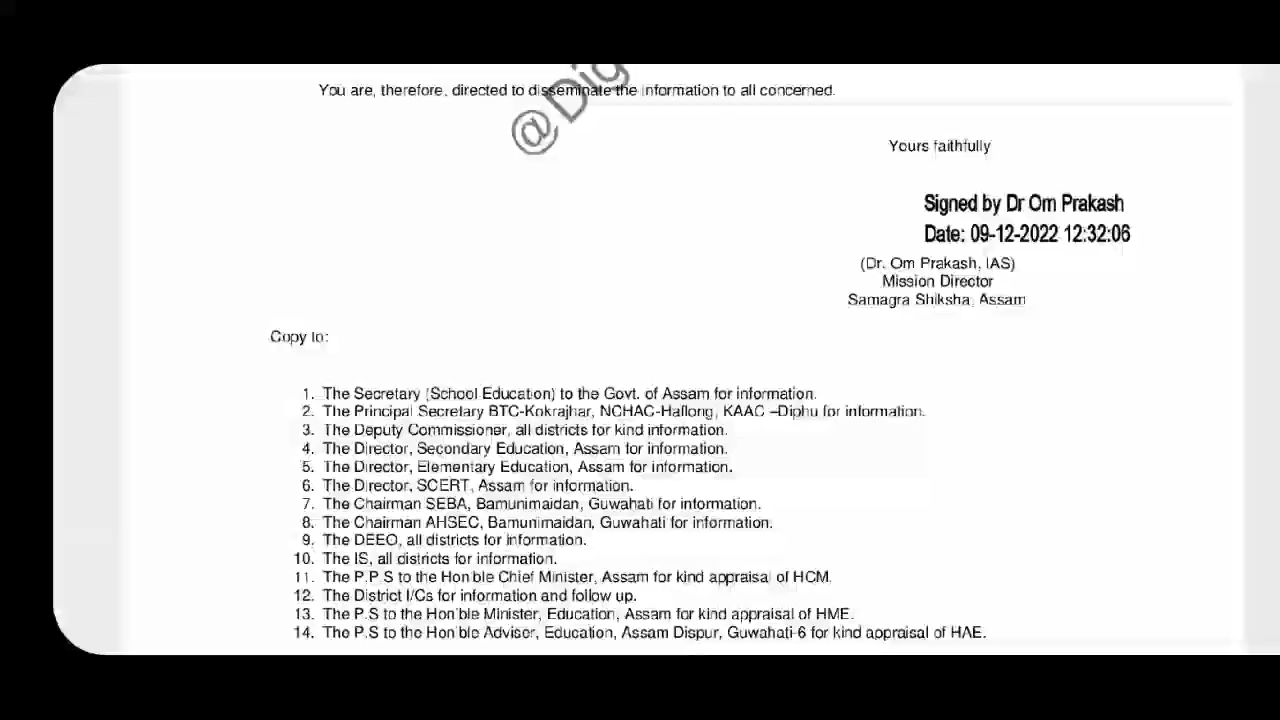 You are, therefore, directed to disseminate the information to all concerned.
@Dig
Yours faithfully
Signed by Dr Om Prakash
Date: 09-12-2022 12:32:06
(Dr. Om Prakash, IAS)
Mission Director
Samagra Shiksha, Assam
Copy to:
1. The Secretary (School Education) to the Govt. of Assam for information.
2. The Principal Secretary BTC-Kokrajhar, NCHAC-Haflong, KAAC –Diphu for information.
3. The Deputy Commissioner, all districts for kind information.
4. The Director, Secondary Education, Assam for information.
5. The Director, Elementary Education, Assam for information.
6. The Director, SCERT, Assam for information.
7. The Chairman SEBA, Bamunimaidan, Guwahati for information.
8. The Chairman AHSEC, Bamunimaidan, Guwahati for information.
9. The DEEO, all districts for information.
10. The IS, all districts for information.
11. The P.P.S to the Hon'ble Chief Minister, Assam for kind appraisal of HCM.
12. The District I/Cs for information and follow up.
13. The P.S to the Hon'ble Minister, Education, Assam for kind appraisal of HME.
14. The P.S to the Hon'ble Adviser, Education, Assam Dispur, Guwahati-6 for kind appraisal of HAE.